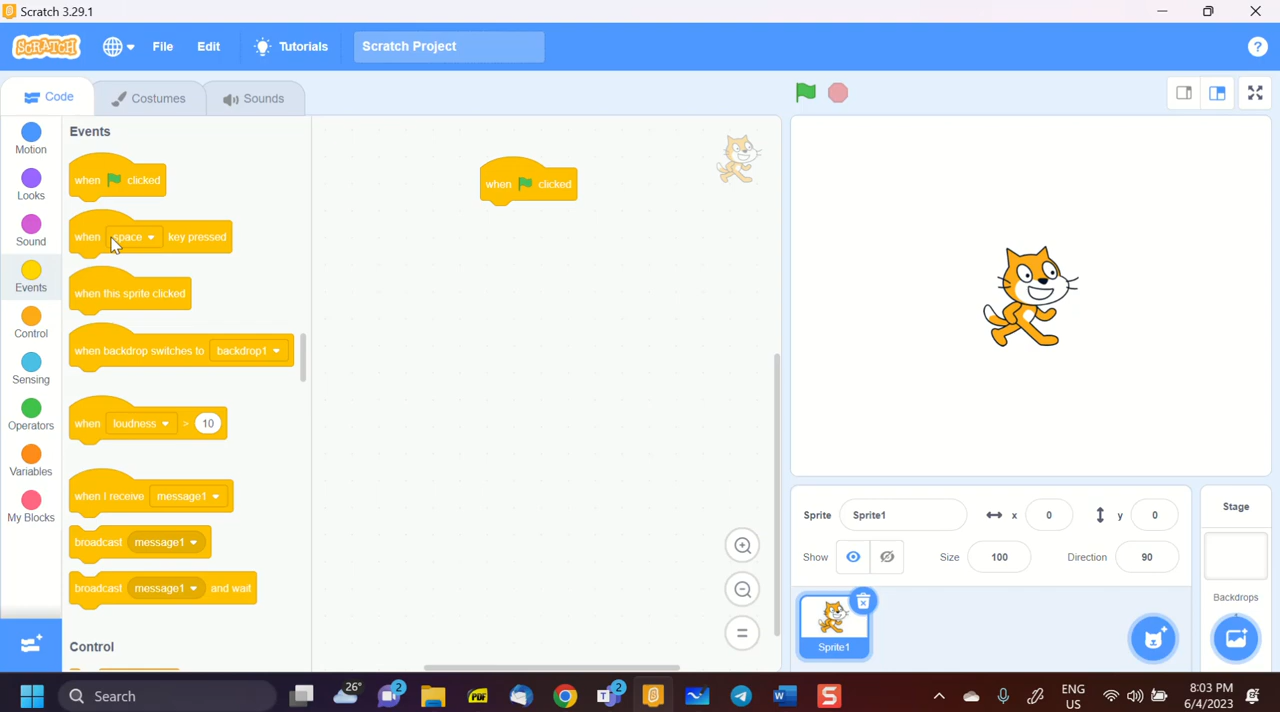 Scratch 3.29.1
SCRATCH
File
Edit
Tutorials
Scratch Project
?
Code
Costumes
Sounds
Motion
Looks
Sound
Events
Control
Sensing
Operators
Variables
My Blocks
Events
when clicked
when space key pressed
when this sprite clicked
when backdrop switches to backdrop1
when loudness > 10
when I receive message1
broadcast message1
broadcast message1 and wait
Control
when clicked
Sprite
Sprite1
x 0
y 0
Show
Size 100
Direction 90
Sprite1
Stage
Backdrops
Search
26°
2
PDF
2
W
S
ENG
US
8:03 PM
6/4/2023